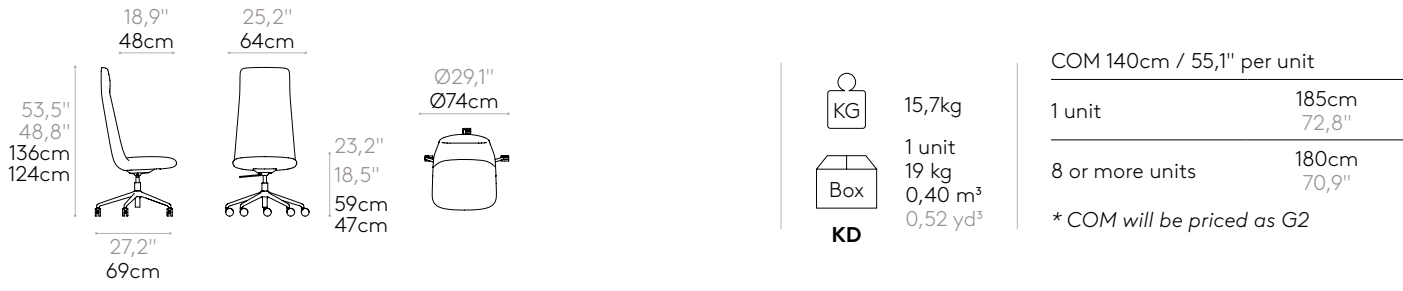 18,9"
48cm
25,2"
64cm
Ø29,1"
Ø74cm
53,5"
48,8"
136cm
124cm
23,2"
18,5"
59cm
47cm
27,2"
69cm
KG
15,7kg
Box
KD
1 unit
19 kg
0,40 m³
0,52 yd³
COM 140cm / 55,1" per unit
1 unit 185cm
72,8"
8 or more units 180cm
70,9"
* COM will be priced as G2